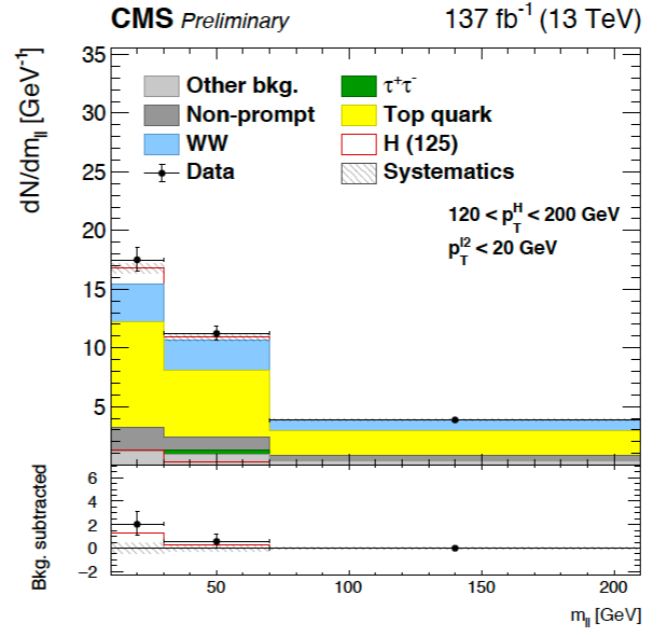 CMS Preliminary 137 fb⁻¹ (13 TeV)
dN/dm_ll [GeV⁻¹]
35
30
25
20
15
10
5
Other bkg.
τ⁺τ⁻
Non-prompt
Top quark
WW
H (125)
Data
Systematics
120 < p_T^H < 200 GeV
p_T^l2 < 20 GeV
Bkg. subtracted
6
4
2
0
−2
50 100 150 200
m_ll [GeV]